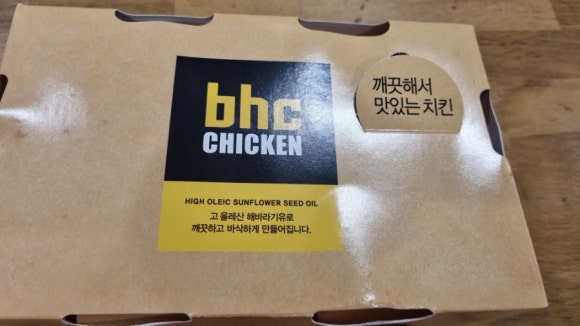 bhc
CHICKEN
깨끗해서
맛있는 치킨
HIGH OLEIC SUNFLOWER SEED OIL
고 올레산 해바라기유로
깨끗하고 바삭하게 만들어집니다.